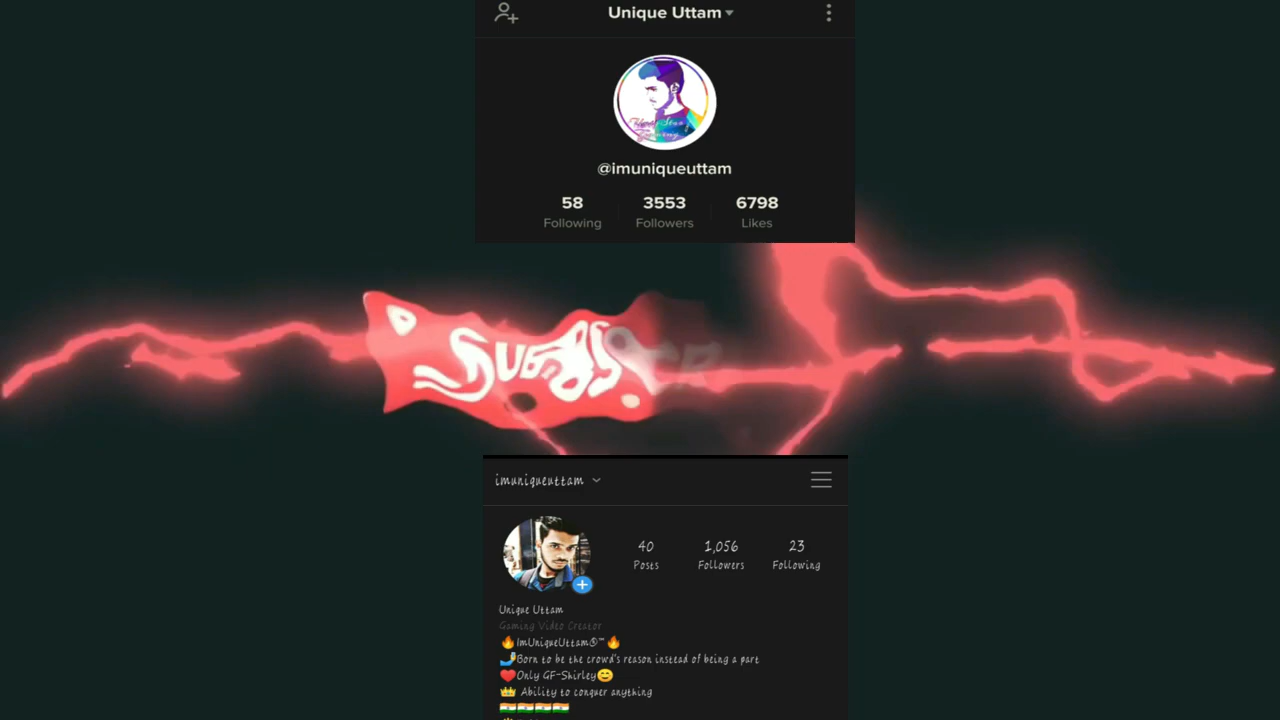 Unique Uttam
@imuniqueuttam
58 3553 6798
Following Followers Likes
imuniqueuttam
40 1,056 23
Posts Followers Following
Unique Uttam
Gaming Video Creator
🔥ImUniqueUttam®™🔥
🤳Born to be the crowd's reason instead of being a part
❤️Only GF-Shirley😊
👑 Ability to conquer anything
🇮🇳🇮🇳🇮🇳🇮🇳